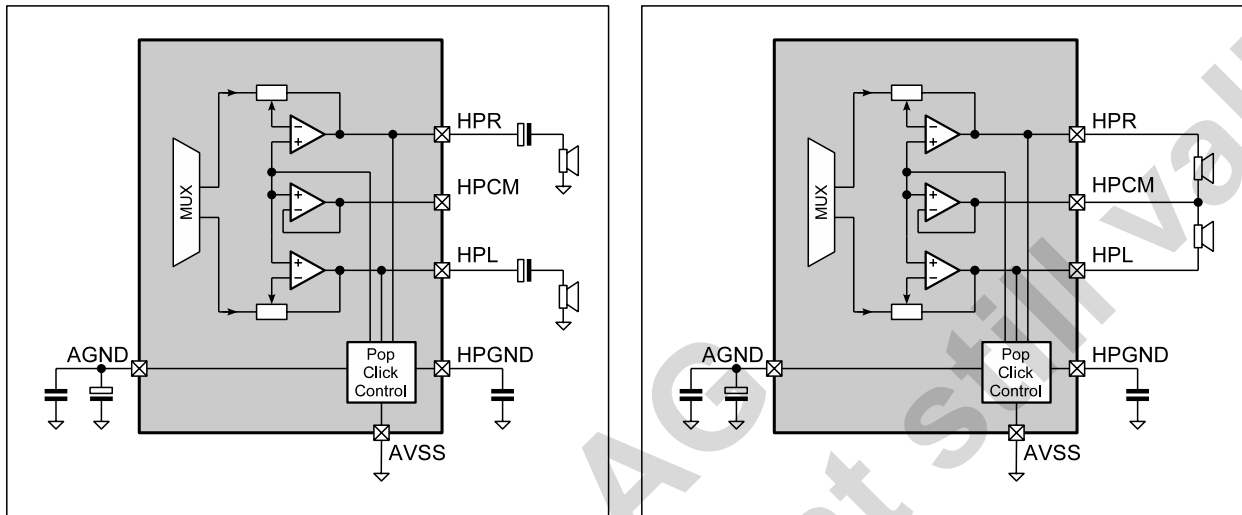 HPR
HPCM
MUX
HPL
AGND
Pop
Click
Control
HPGND
AVSS
HPR
HPCM
MUX
HPL
AGND
Pop
Click
Control
HPGND
AVSS
AG
still